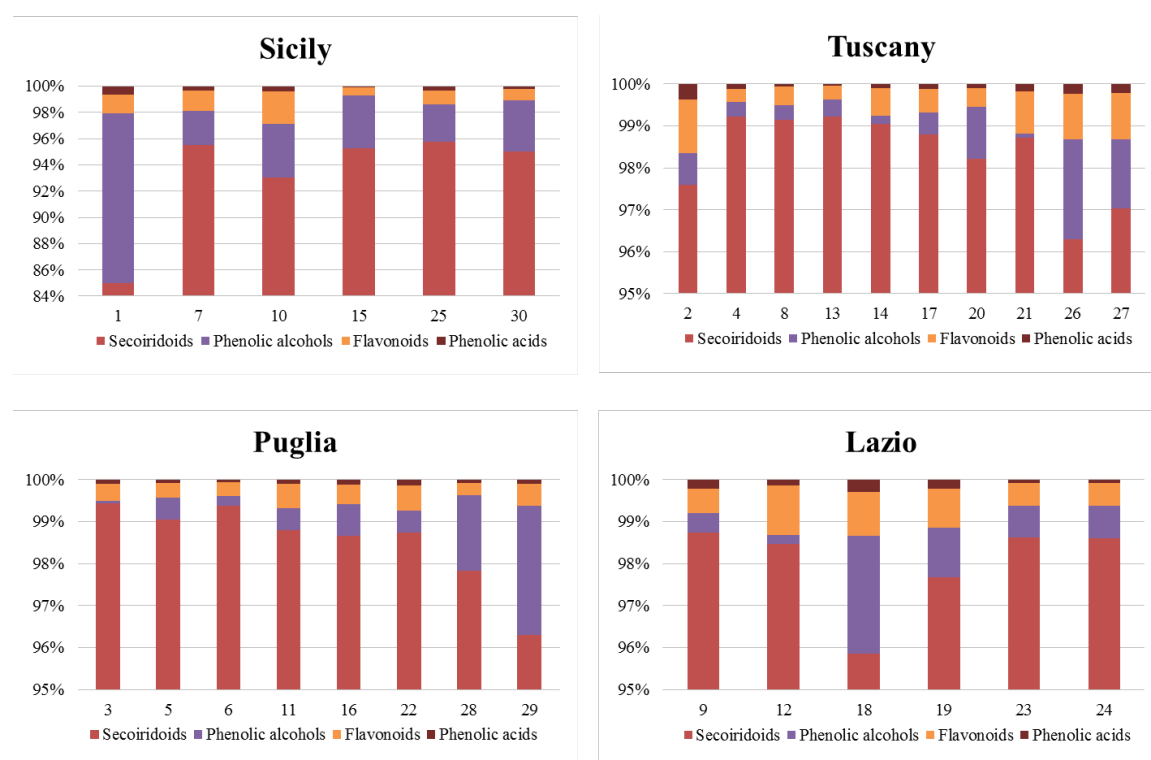 Sicily
100%
98%
96%
94%
92%
90%
88%
86%
84%
1 7 10 15 25 30
Secoiridoids Phenolic alcohols Flavonoids Phenolic acids
Tuscany
100%
99%
98%
97%
96%
95%
2 4 8 13 14 17 20 21 26 27
Secoiridoids Phenolic alcohols Flavonoids Phenolic acids
Puglia
100%
99%
98%
97%
96%
95%
3 5 6 11 16 22 28 29
Secoiridoids Phenolic alcohols Flavonoids Phenolic acids
Lazio
100%
99%
98%
97%
96%
95%
9 12 18 19 23 24
Secoiridoids Phenolic alcohols Flavonoids Phenolic acids